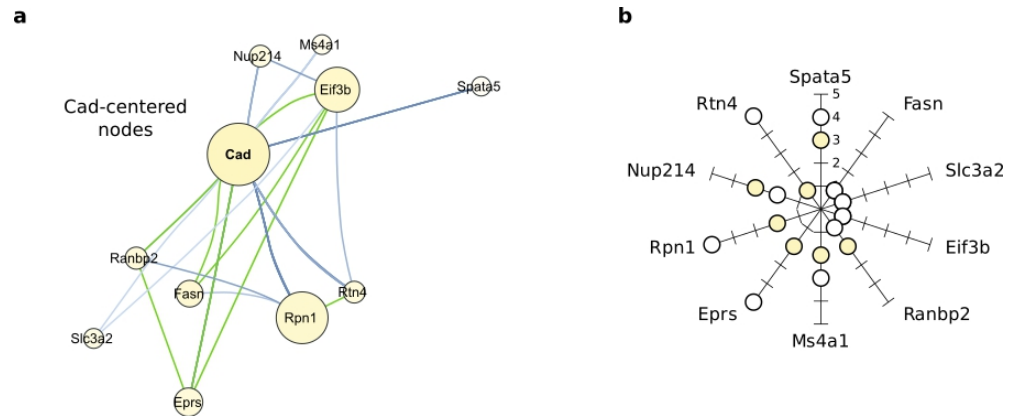 a
b
Ms4a1
Nup214
Eif3b
Spata5
Cad-centered
nodes
Cad
Ranbp2
Fasn
Rtn4
Rpn1
Slc3a2
Eprs
Spata5
5
4
3
2
Rtn4
Fasn
Nup214
Slc3a2
Rpn1
Eif3b
Eprs
Ranbp2
Ms4a1